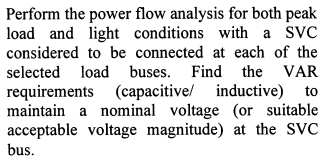 Perform the power flow analysis for both peak
load and light conditions with a SVC
considered to be connected at each of the
selected load buses. Find the VAR
requirements (capacitive/ inductive) to
maintain a nominal voltage (or suitable
acceptable voltage magnitude) at the SVC
bus.